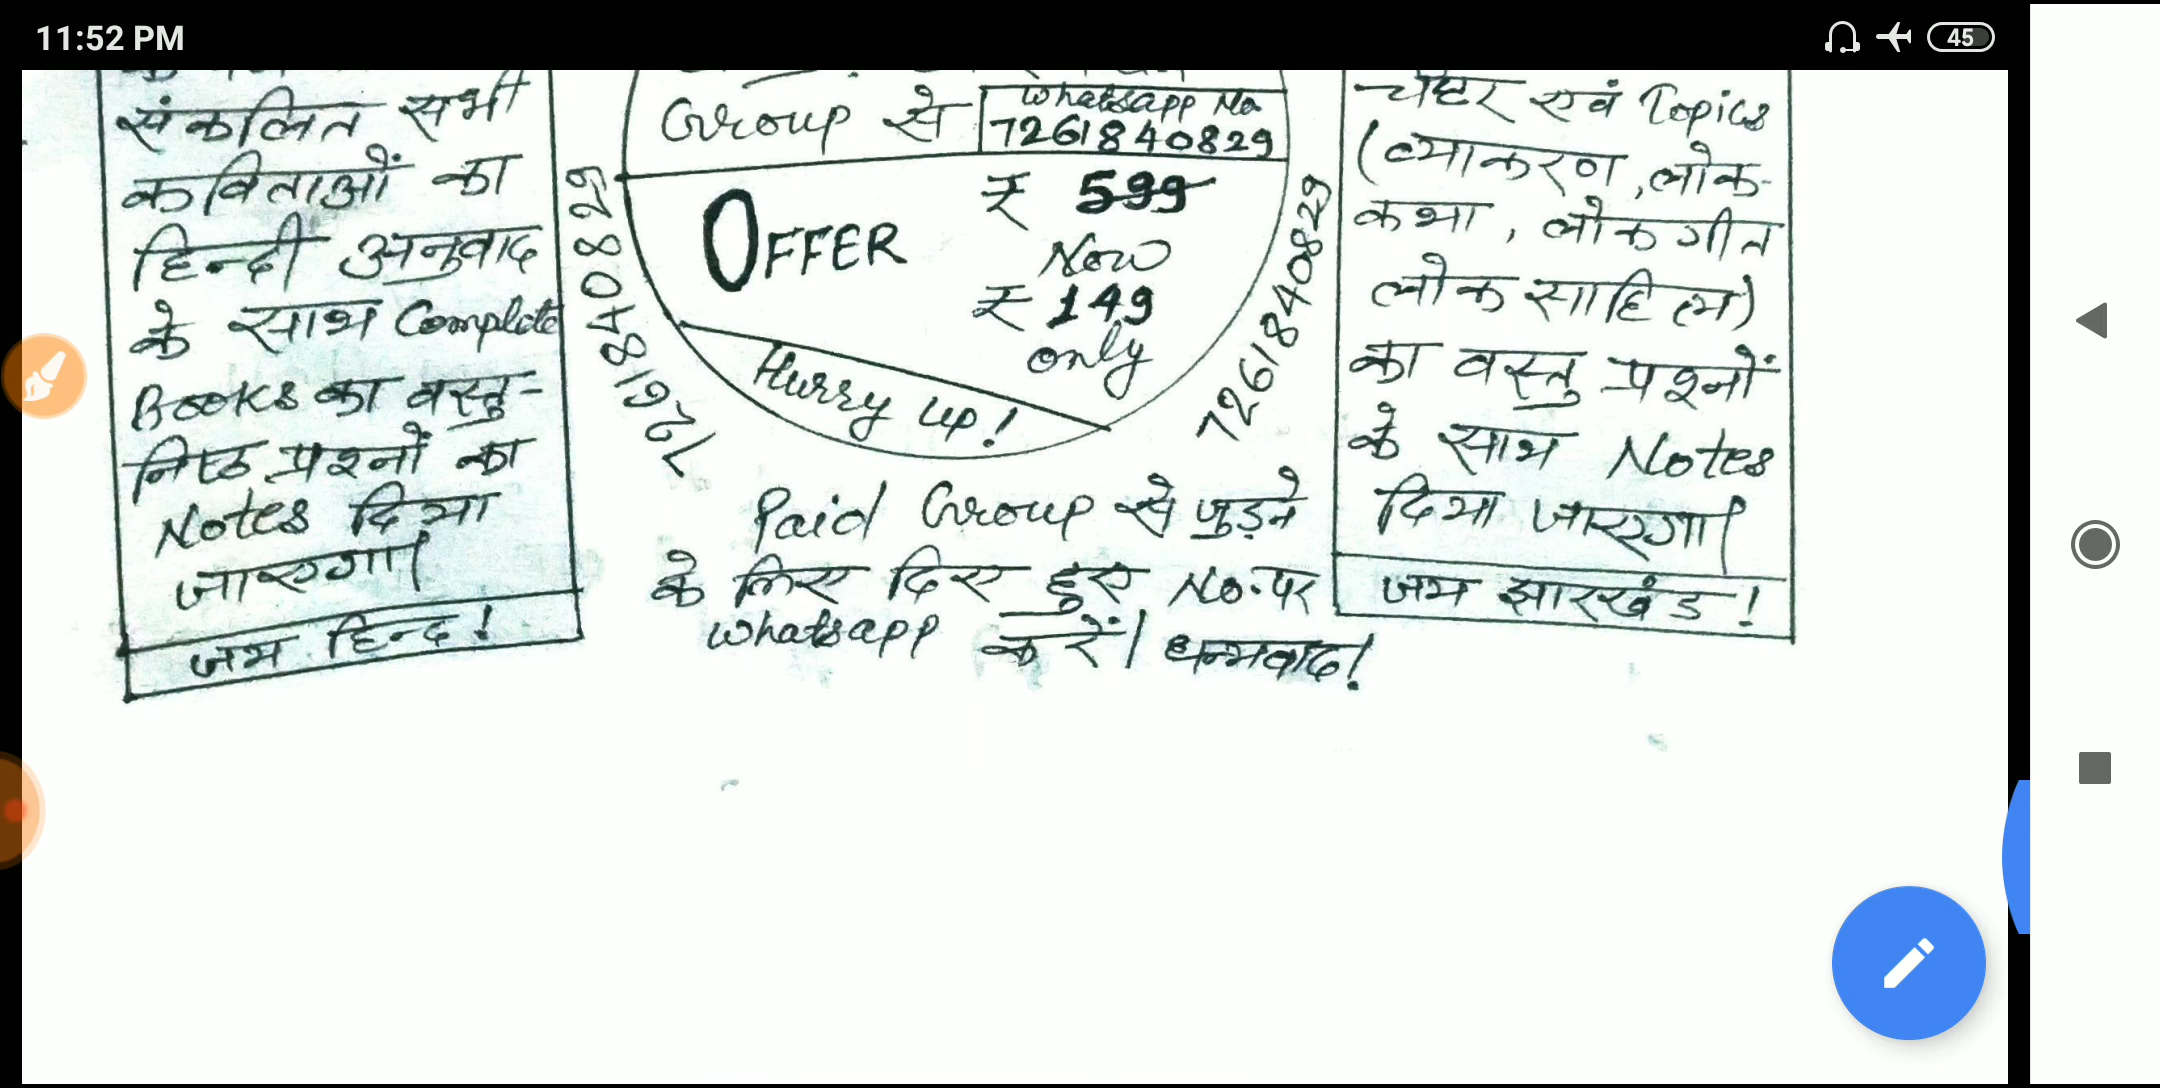 11:52 PM
45
संकलित सभी
कविताओं का
हिन्दी अनुवाद
के साथ Complete
Books का वस्तु-
निष्ठ प्रश्नों का
Notes दिया
जाएगा।
जय हिन्द!
7261840829
Group से
Whatsapp No.
7261840829
OFFER
₹ 599
Now
₹ 149
only
Hurry up!
7261840829
Paid Group से जुड़ने
के लिए दिए हुए No. पर
whatsapp करें। धन्यवाद!
एवं Topics
(व्याकरण, लोक-
कथा, लोकगीत
लोक साहित्य)
का वस्तु प्रश्नों
के साथ Notes
दिया जाएगा।
जय झारखंड!